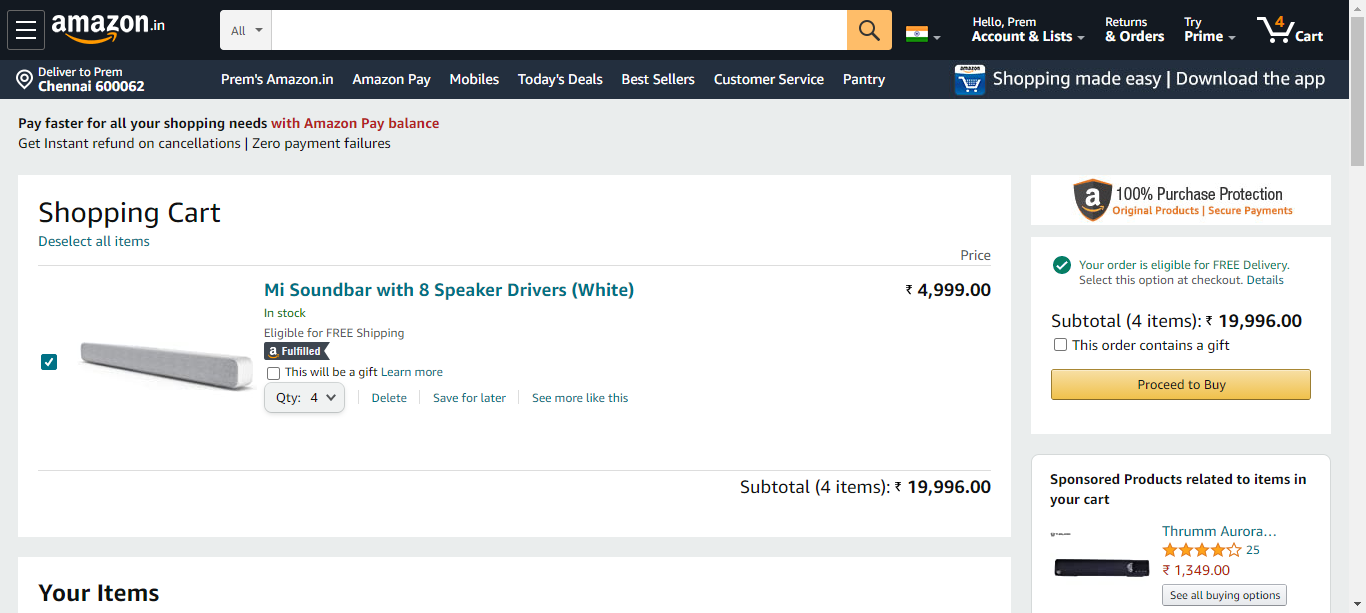 amazon.in
All
Hello, Prem
Account & Lists
Returns
& Orders
Try
Prime
4
Cart
Deliver to Prem
Chennai 600062
Prem's Amazon.in
Amazon Pay
Mobiles
Today's Deals
Best Sellers
Customer Service
Pantry
amazon
Shopping made easy | Download the app
Pay faster for all your shopping needs with Amazon Pay balance
Get Instant refund on cancellations | Zero payment failures
Shopping Cart
Deselect all items
Price
Mi Soundbar with 8 Speaker Drivers (White)
₹ 4,999.00
In stock
Eligible for FREE Shipping
a Fulfilled
This will be a gift Learn more
Qty: 4
Delete
Save for later
See more like this
Subtotal (4 items): ₹ 19,996.00
Your Items
a
100% Purchase Protection
Original Products | Secure Payments
Your order is eligible for FREE Delivery.
Select this option at checkout. Details
Subtotal (4 items): ₹ 19,996.00
This order contains a gift
Proceed to Buy
Sponsored Products related to items in
your cart
Thrumm Aurora...
25
₹ 1,349.00
See all buying options